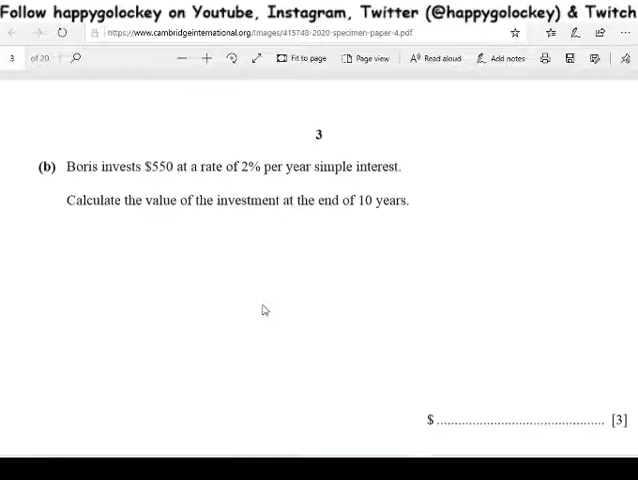 Follow happygolockey on Youtube, Instagram, Twitter (@happygolockey) & Twitch
https://www.cambridgeinternational.org/Images/415748-2020-specimen-paper-4.pdf
3 of 20 Fit to page Page view Read aloud Add notes
3
(b) Boris invests $550 at a rate of 2% per year simple interest.
Calculate the value of the investment at the end of 10 years.
$ ............................................. [3]